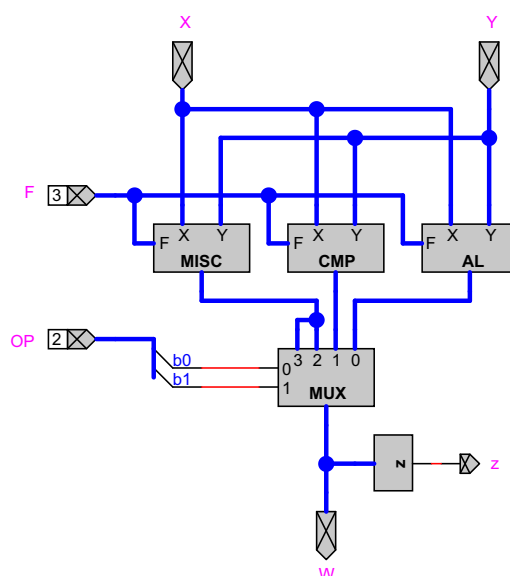 X Y
F 3
X Y X Y X Y
F F F
MISC CMP AL
OP 2
b0 3 2 1 0
0
b1 1
MUX
z z
W